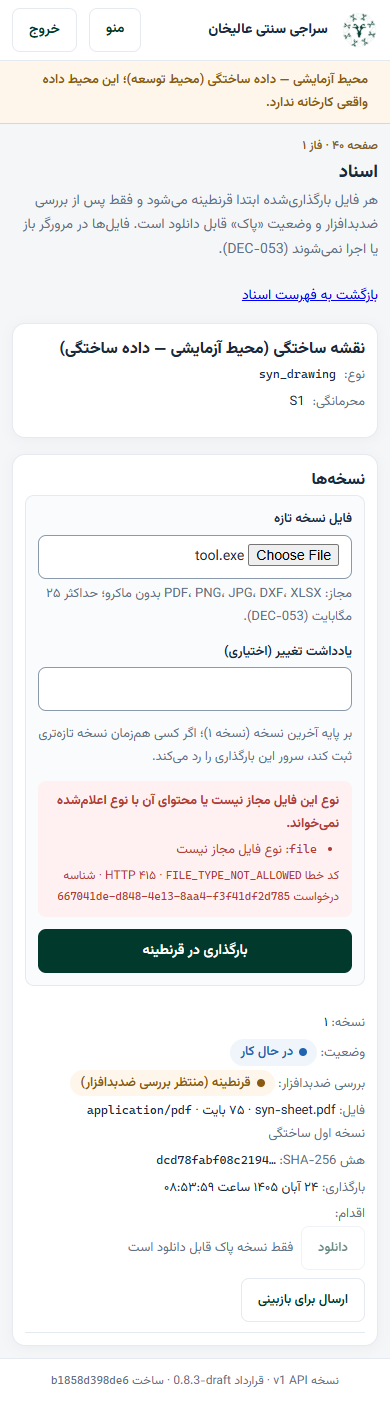 سراجی سنتی عالیخان
منو
خروج
محیط آزمایشی — داده ساختگی (محیط توسعه)؛ این محیط داده
واقعی کارخانه ندارد.
صفحه ۴۰ · فاز ۱
اسناد
هر فایل بارگذاری‌شده ابتدا قرنطینه می‌شود و فقط پس از بررسی
ضدبدافزار و وضعیت «پاک» قابل دانلود است. فایل‌ها در مرورگر باز
یا اجرا نمی‌شوند (DEC-053).
بازگشت به فهرست اسناد
نقشه ساختگی (محیط آزمایشی — داده ساختگی)
نوع: syn_drawing
محرمانگی: S1
نسخه‌ها
فایل نسخه تازه
Choose File tool.exe
مجاز: PDF، PNG، JPG، DXF، XLSX بدون ماکرو؛ حداکثر ۲۵
مگابایت (DEC-053).
یادداشت تغییر (اختیاری)
بر پایه آخرین نسخه (نسخه ۱)؛ اگر کسی هم‌زمان نسخه تازه‌تری
ثبت کند، سرور این بارگذاری را رد می‌کند.
نوع این فایل مجاز نیست یا محتوای آن با نوع اعلام‌شده
نمی‌خواند.
• file: نوع فایل مجاز نیست
کد خطا FILE_TYPE_NOT_ALLOWED · HTTP ۴۱۵ · شناسه
درخواست 667041de-d848-4e13-8aa4-f3f41df2d785
بارگذاری در قرنطینه
نسخه: ۱
وضعیت: در حال کار
بررسی ضدبدافزار: قرنطینه (منتظر بررسی ضدبدافزار)
فایل: syn-sheet.pdf · ۷۵ بایت · application/pdf
نسخه اول ساختگی
هش SHA-256: dcd78fabf08c2194…
بارگذاری: ۲۴ آبان ۱۴۰۵ ساعت ۰۸:۵۳:۵۹
اقدام:
دانلود فقط نسخه پاک قابل دانلود است
ارسال برای بازبینی
نسخه API v1 · قرارداد 0.8.3-draft · ساخت b1858d398de6